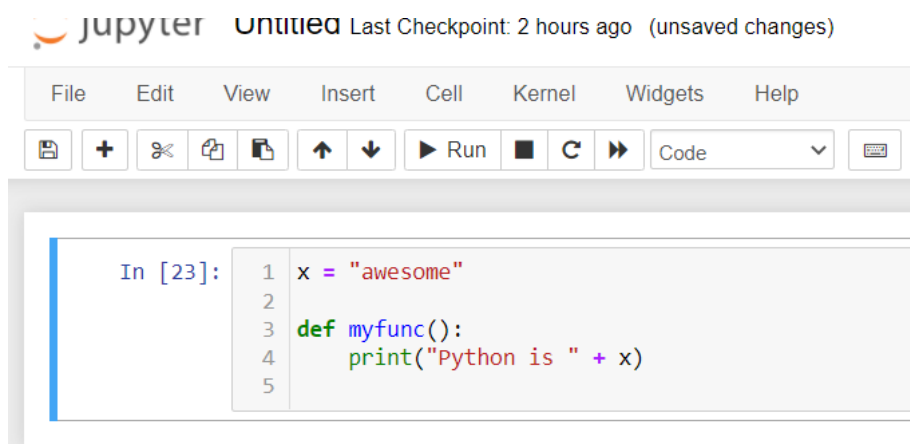 jupyter Untitled Last Checkpoint: 2 hours ago (unsaved changes)
File Edit View Insert Cell Kernel Widgets Help
Run Code
In [23]: 1 x = "awesome"
2
3 def myfunc():
4     print("Python is " + x)
5